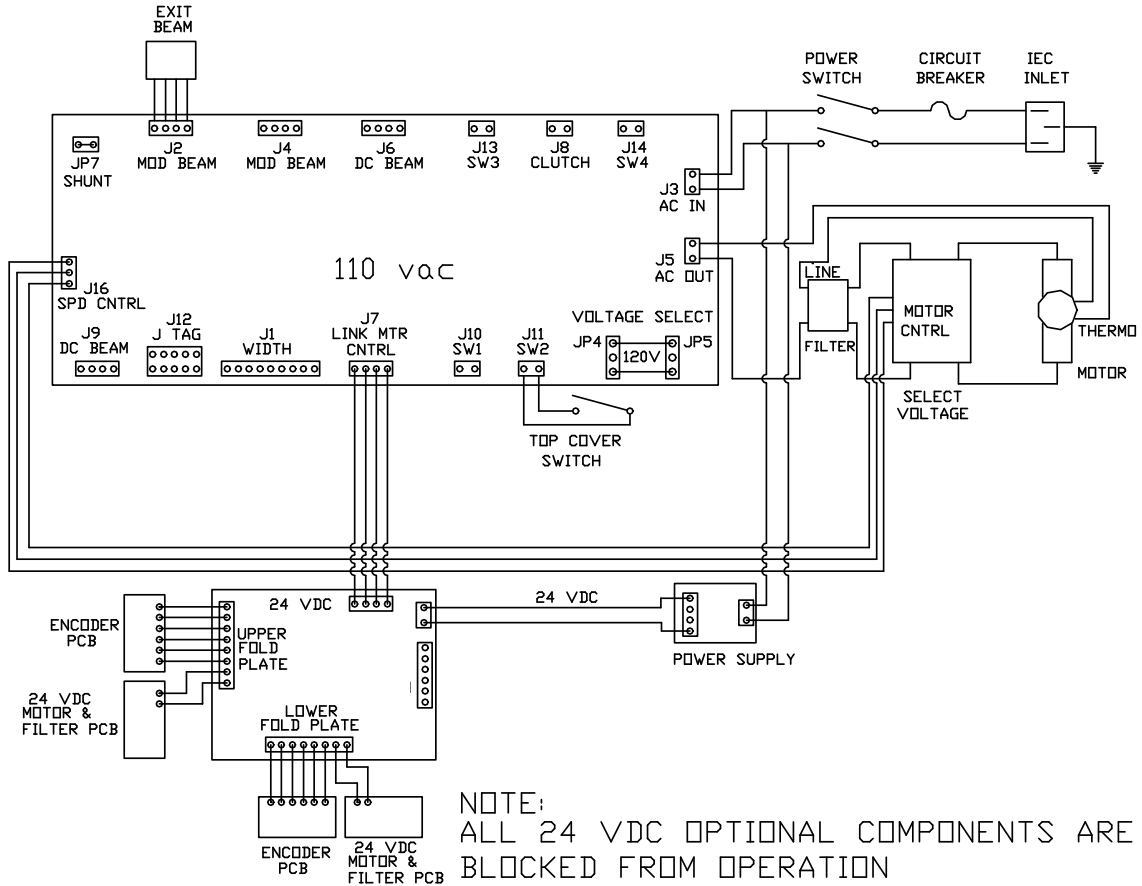 EXIT
BEAM
POWER
SWITCH
CIRCUIT
BREAKER
IEC
INLET
JP7
SHUNT
J2
MOD BEAM
J4
MOD BEAM
J6
DC BEAM
J13
SW3
J8
CLUTCH
J14
SW4
J3
AC IN
J5
AC OUT
110 vac
J16
SPD CNTRL
LINE
FILTER
MOTOR
CNTRL
THERMO
MOTOR
SELECT
VOLTAGE
J9
DC BEAM
J12
J TAG
J1
WIDTH
J7
LINK MTR
CNTRL
J10
SW1
J11
SW2
VOLTAGE SELECT
JP4
120V
JP5
TOP COVER
SWITCH
24 VDC
24 VDC
ENCODER
PCB
UPPER
FOLD
PLATE
POWER SUPPLY
24 VDC
MOTOR &
FILTER PCB
LOWER
FOLD PLATE
ENCODER
PCB
24 VDC
MOTOR &
FILTER PCB
NOTE:
ALL 24 VDC OPTIONAL COMPONENTS ARE
BLOCKED FROM OPERATION